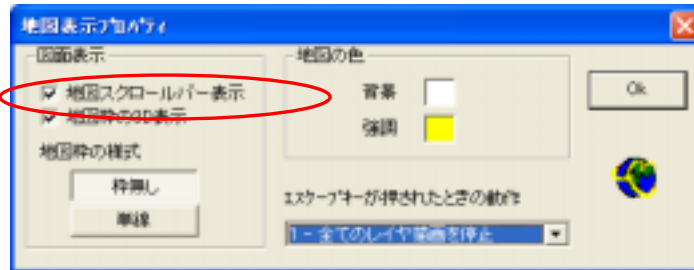 地図表示ﾌﾟﾛﾊﾟﾃｨ
図面表示
地図スクロールバー表示
地図枠の3D表示
地図枠の様式
枠無し
単線
地図の色
背景
強調
ｴｽｹｰﾌﾟｷｰが押されたときの動作
1 - 全てのレイヤ描画を停止
Ok